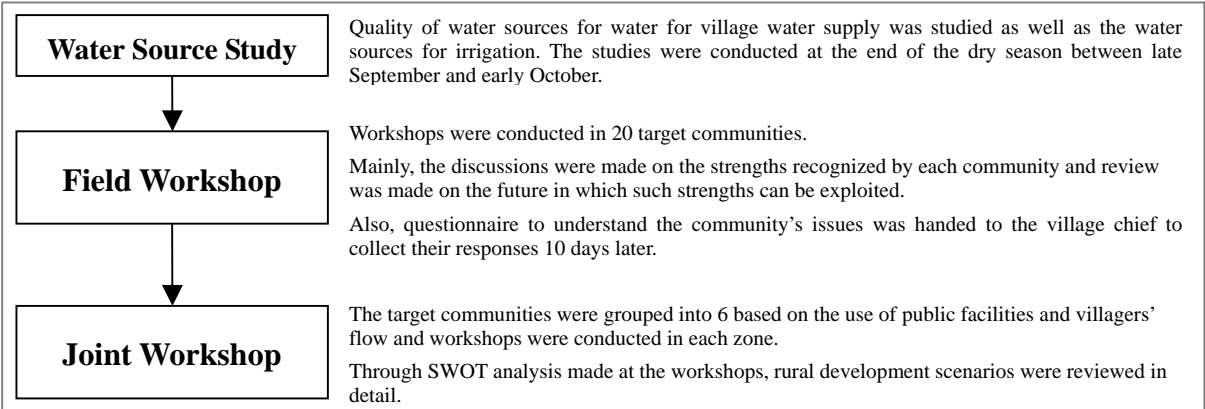 Water Source Study
Quality of water sources for water for village water supply was studied as well as the water
sources for irrigation. The studies were conducted at the end of the dry season between late
September and early October.
Field Workshop
Workshops were conducted in 20 target communities.
Mainly, the discussions were made on the strengths recognized by each community and review
was made on the future in which such strengths can be exploited.
Also, questionnaire to understand the community's issues was handed to the village chief to
collect their responses 10 days later.
Joint Workshop
The target communities were grouped into 6 based on the use of public facilities and villagers'
flow and workshops were conducted in each zone.
Through SWOT analysis made at the workshops, rural development scenarios were reviewed in
detail.